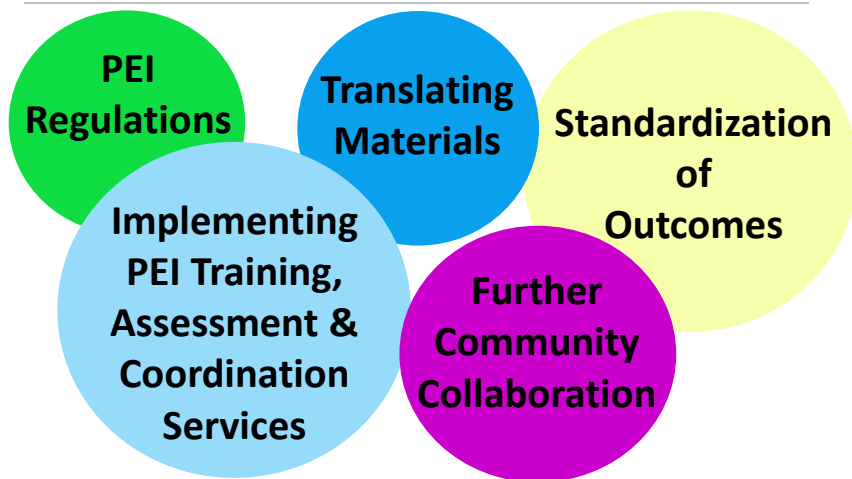 PEI
Regulations
Translating
Materials
Standardization
of
Outcomes
Implementing
PEI Training,
Assessment &
Coordination
Services
Further
Community
Collaboration